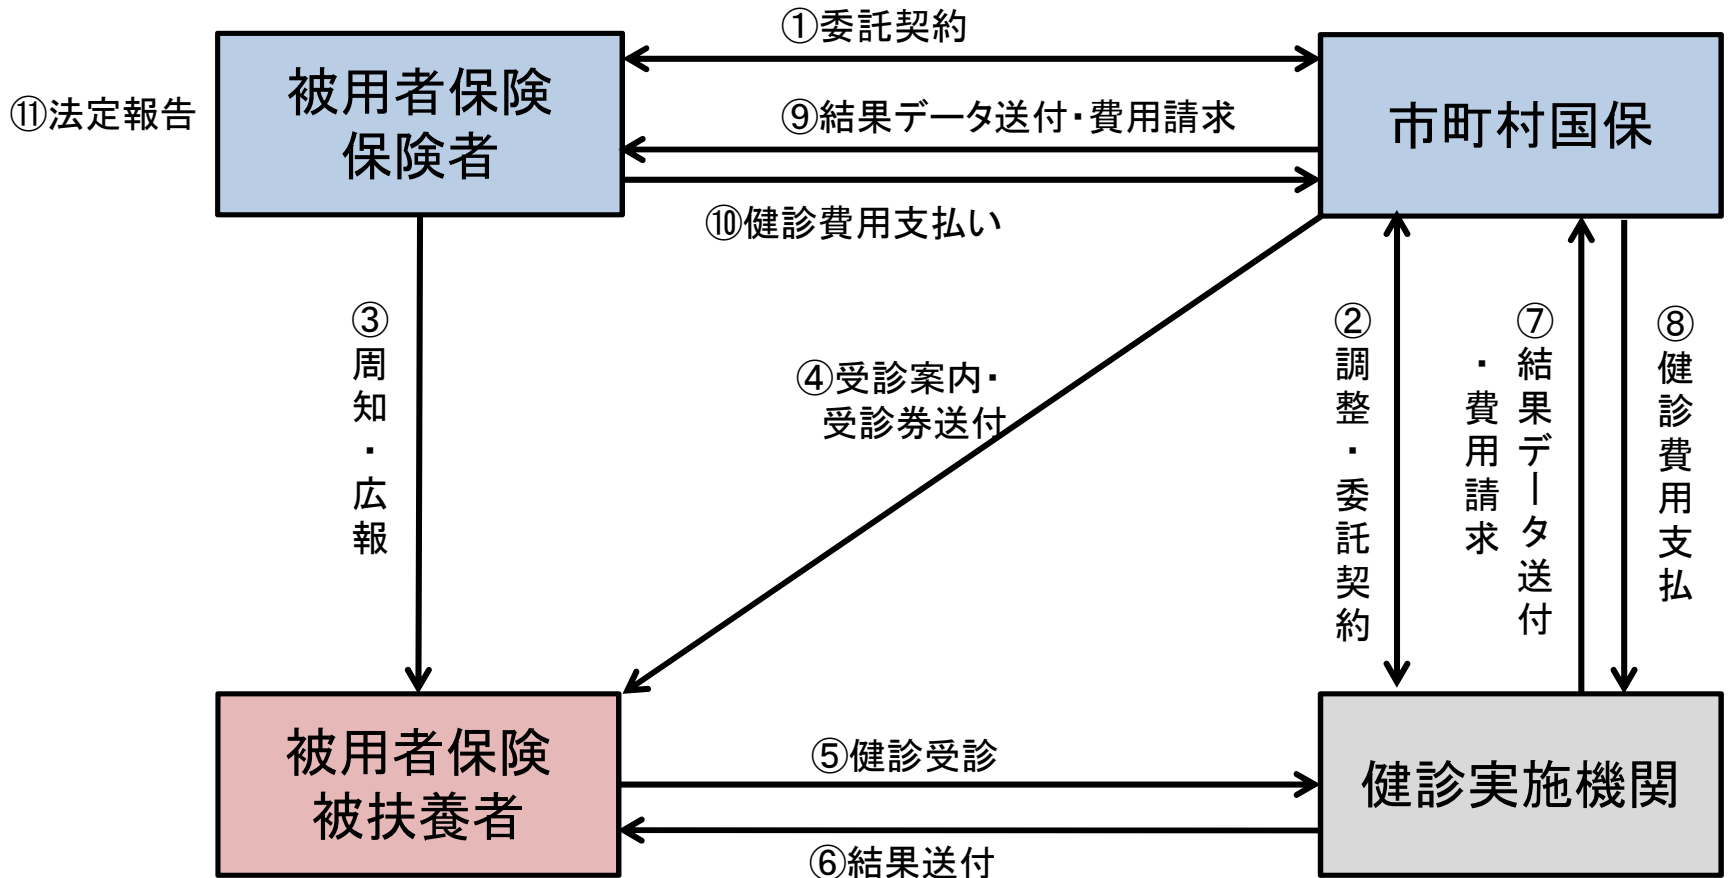 ①委託契約
被用者保険
保険者
市町村国保
⑪法定報告
⑨結果データ送付・費用請求
⑩健診費用支払い
③周知・広報
④受診案内・
受診券送付
②調整・委託契約
⑦結果データ送付
・費用請求
⑧健診費用支払
被用者保険
被扶養者
⑤健診受診
健診実施機関
⑥結果送付